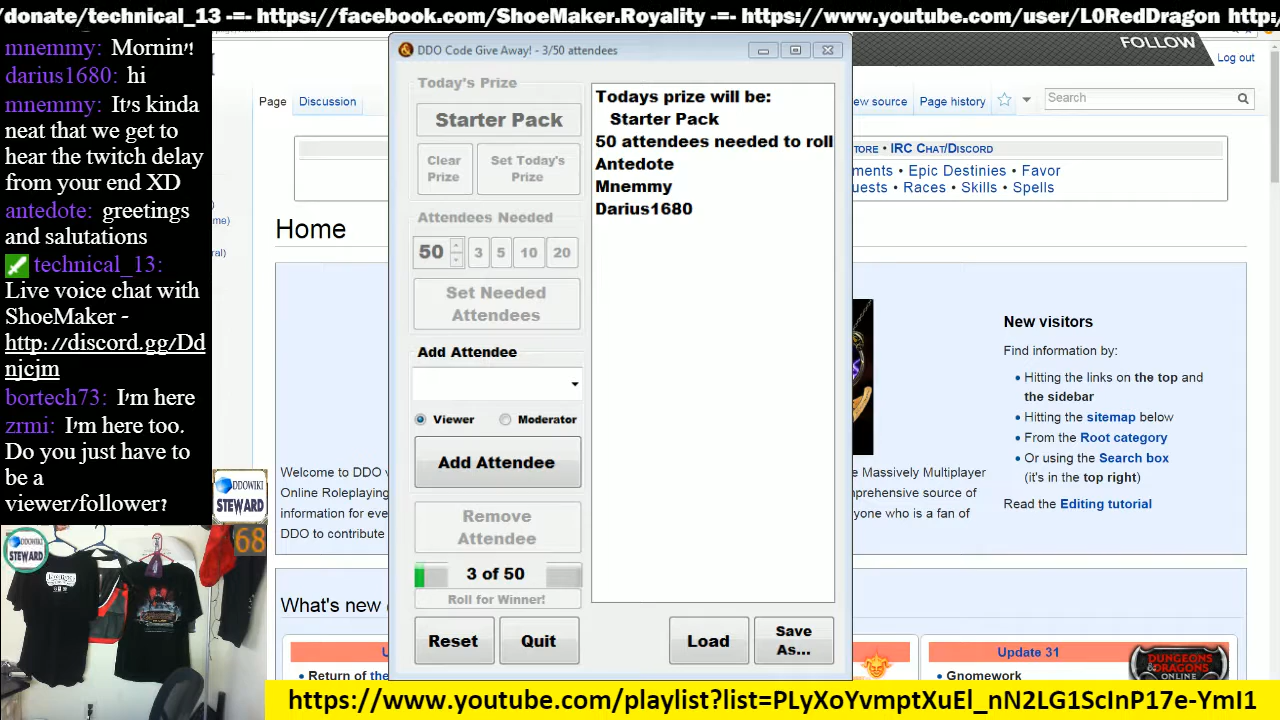 /donate/technical_13 -=- https://facebook.com/ShoeMaker.Royality -=- https://www.youtube.com/user/L0RedDragon http:/
mnemmy: Mornin'!
darius1680: hi
mnemmy: It's kinda
neat that we get to
hear the twitch delay
from your end XD
antedote: greetings
and salutations
technical_13:
Live voice chat with
ShoeMaker -
http://discord.gg/Dd
njcjm
bortech73: I'm here
zrmi: I'm here too.
Do you just have to
be a
viewer/follower?
DDOWIKI
STEWARD
DDOWIKI
STEWARD
68
DDO Code Give Away! - 3/50 attendees
Today's Prize
Starter Pack
Clear
Prize
Set Today's
Prize
Attendees Needed
50
3
5
10
20
Set Needed
Attendees
Add Attendee
Viewer
Moderator
Add Attendee
Remove
Attendee
3 of 50
Roll for Winner!
Reset
Quit
Load
Save
As...
Todays prize will be:
Starter Pack
50 attendees needed to roll
Antedote
Mnemmy
Darius1680
FOLLOW
Log out
Page
Discussion
ew source
Page history
Search
me)
al)
TORE • IRC CHAT/DISCORD
ments • Epic Destinies • Favor
uests • Races • Skills • Spells
Home
Welcome to DDO
Online Roleplaying
information for eve
DDO to contribute
e Massively Multiplayer
prehensive source of
yone who is a fan of
New visitors
Find information by:
• Hitting the links on the top and
the sidebar
• Hitting the sitemap below
• From the Root category
• Or using the Search box
(it's in the top right)
Read the Editing tutorial
What's new
U
• Return of the
Update 31
• Gnomework
DUNGEONS & DRAGONS
ONLINE
https://www.youtube.com/playlist?list=PLyXoYvmptXuEl_nN2LG1ScInP17e-YmI1